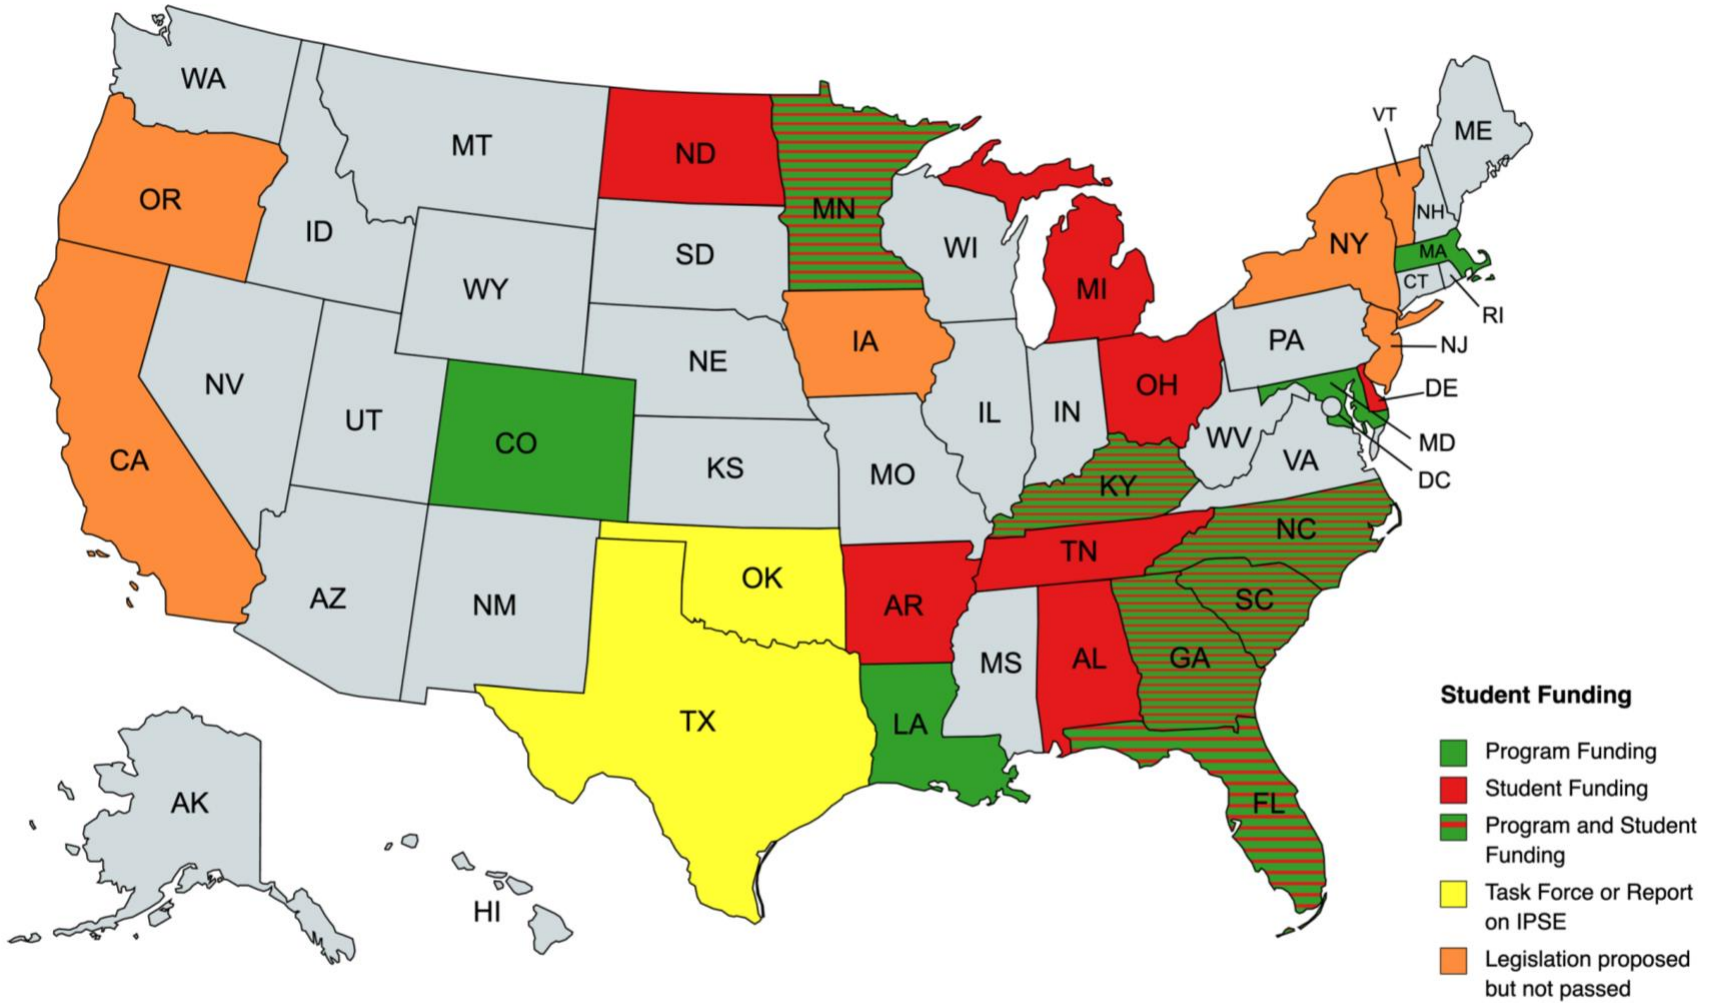 WA
MT
ND
MN
OR
ID
WY
SD
WI
MI
VT
ME
NH
NY
MA
CT
RI
NJ
PA
DE
MD
DC
NV
UT
CO
NE
IA
IL
IN
OH
WV
VA
CA
KS
MO
KY
NC
TN
SC
AZ
NM
OK
AR
MS
AL
GA
TX
LA
FL
AK
HI
Student Funding
Program Funding
Student Funding
Program and Student
Funding
Task Force or Report
on IPSE
Legislation proposed
but not passed